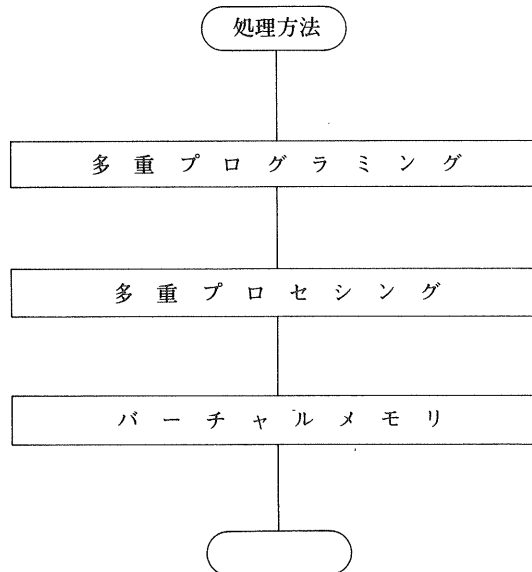 処理方法
多重プログラミング
多重プロセシング
バーチャルメモリ